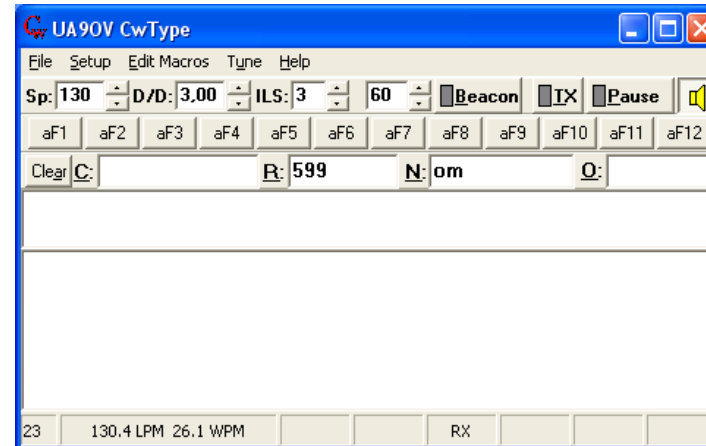 UA9OV CwType
File Setup Edit Macros Tune Help
Sp: 130 D/D: 3,00 ILS: 3 60 Beacon TX Pause
aF1 aF2 aF3 aF4 aF5 aF6 aF7 aF8 aF9 aF10 aF11 aF12
Clear C: R: 599 N: om O:
23 130.4 LPM 26.1 WPM RX